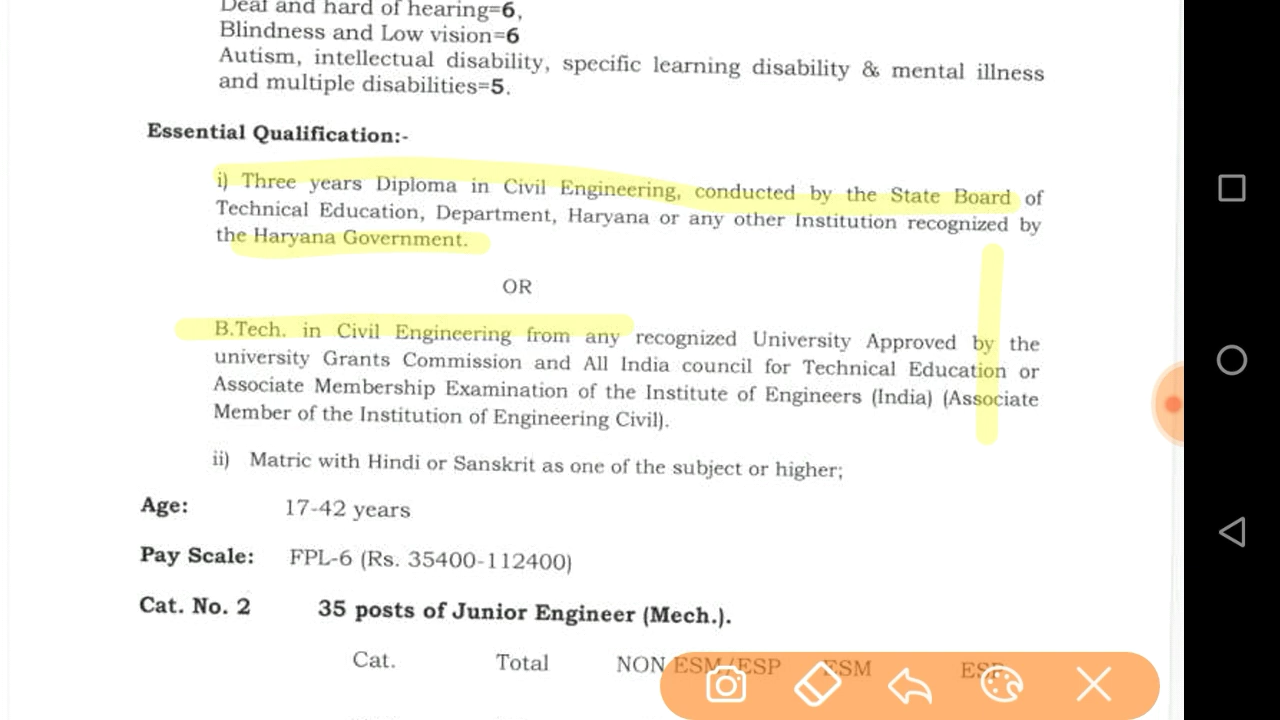 Deaf and hard of hearing=6,
Blindness and Low vision=6
Autism, intellectual disability, specific learning disability & mental illness
and multiple disabilities=5.
Essential Qualification:-
i) Three years Diploma in Civil Engineering, conducted by the State Board of
Technical Education, Department, Haryana or any other Institution recognized by
the Haryana Government.
OR
B.Tech. in Civil Engineering from any recognized University Approved by the
university Grants Commission and All India council for Technical Education or
Associate Membership Examination of the Institute of Engineers (India) (Associate
Member of the Institution of Engineering Civil).
ii) Matric with Hindi or Sanskrit as one of the subject or higher;
Age: 17-42 years
Pay Scale: FPL-6 (Rs. 35400-112400)
Cat. No. 2 35 posts of Junior Engineer (Mech.).
Cat. Total NON ESM/ESP ESM ESP